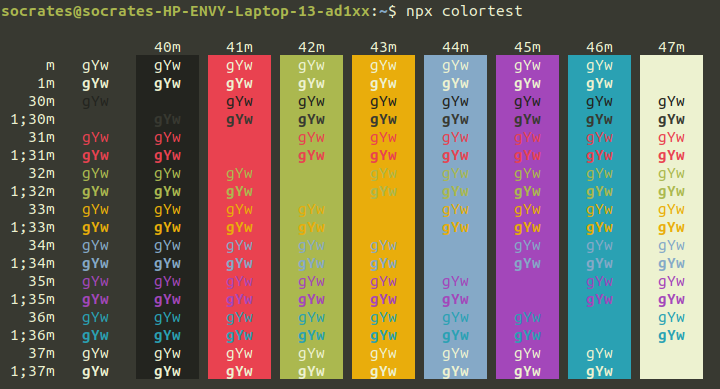 socrates@socrates-HP-ENVY-Laptop-13-ad1xx:~$ npx colortest
40m 41m 42m 43m 44m 45m 46m 47m
m gYw gYw gYw gYw gYw gYw gYw gYw
1m gYw gYw gYw gYw gYw gYw gYw gYw
30m gYw gYw gYw gYw gYw gYw gYw gYw
1;30m gYw gYw gYw gYw gYw gYw gYw gYw
31m gYw gYw gYw gYw gYw gYw gYw gYw
1;31m gYw gYw gYw gYw gYw gYw gYw gYw
32m gYw gYw gYw gYw gYw gYw gYw gYw
1;32m gYw gYw gYw gYw gYw gYw gYw gYw
33m gYw gYw gYw gYw gYw gYw gYw gYw
1;33m gYw gYw gYw gYw gYw gYw gYw gYw
34m gYw gYw gYw gYw gYw gYw gYw gYw
1;34m gYw gYw gYw gYw gYw gYw gYw gYw
35m gYw gYw gYw gYw gYw gYw gYw gYw
1;35m gYw gYw gYw gYw gYw gYw gYw gYw
36m gYw gYw gYw gYw gYw gYw gYw gYw
1;36m gYw gYw gYw gYw gYw gYw gYw gYw
37m gYw gYw gYw gYw gYw gYw gYw gYw
1;37m gYw gYw gYw gYw gYw gYw gYw gYw